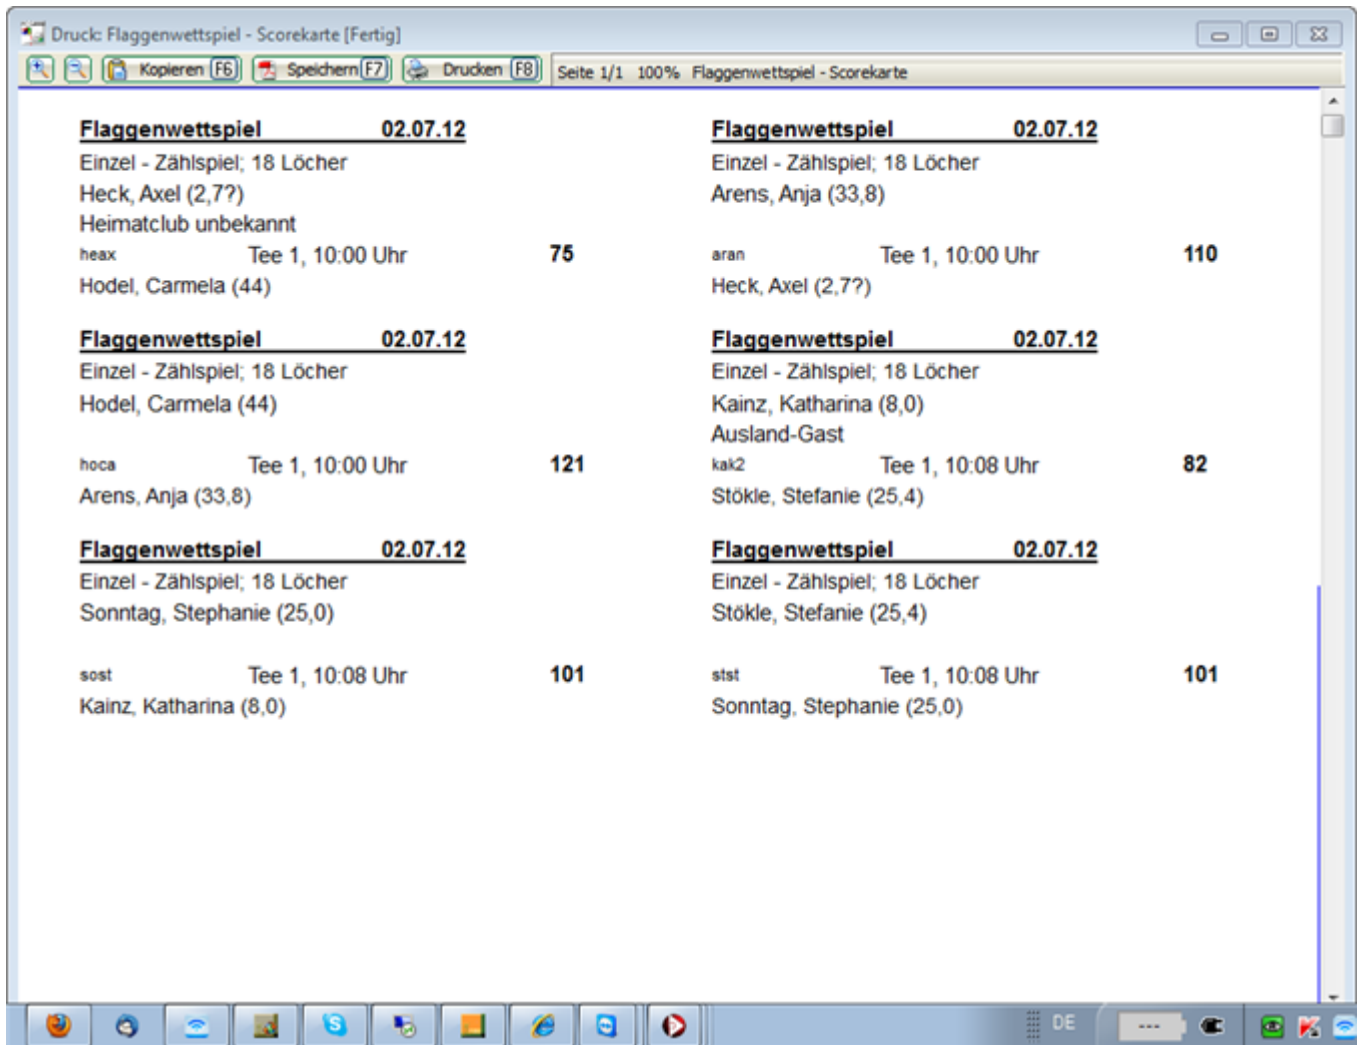 Druck: Flaggenwettspiel - Scorekarte [Fertig]
Kopieren F6 Speichern F7 Drucken F8 Seite 1/1 100% Flaggenwettspiel - Scorekarte
Flaggenwettspiel 02.07.12
Einzel - Zählspiel; 18 Löcher
Heck, Axel (2,7?)
Heimatclub unbekannt
heax Tee 1, 10:00 Uhr 75
Hodel, Carmela (44)
Flaggenwettspiel 02.07.12
Einzel - Zählspiel; 18 Löcher
Arens, Anja (33,8)
aran Tee 1, 10:00 Uhr 110
Heck, Axel (2,7?)
Flaggenwettspiel 02.07.12
Einzel - Zählspiel; 18 Löcher
Hodel, Carmela (44)
hoca Tee 1, 10:00 Uhr 121
Arens, Anja (33,8)
Flaggenwettspiel 02.07.12
Einzel - Zählspiel; 18 Löcher
Kainz, Katharina (8,0)
Ausland-Gast
kak2 Tee 1, 10:08 Uhr 82
Stökle, Stefanie (25,4)
Flaggenwettspiel 02.07.12
Einzel - Zählspiel; 18 Löcher
Sonntag, Stephanie (25,0)
sost Tee 1, 10:08 Uhr 101
Kainz, Katharina (8,0)
Flaggenwettspiel 02.07.12
Einzel - Zählspiel; 18 Löcher
Stökle, Stefanie (25,4)
stst Tee 1, 10:08 Uhr 101
Sonntag, Stephanie (25,0)
DE ---